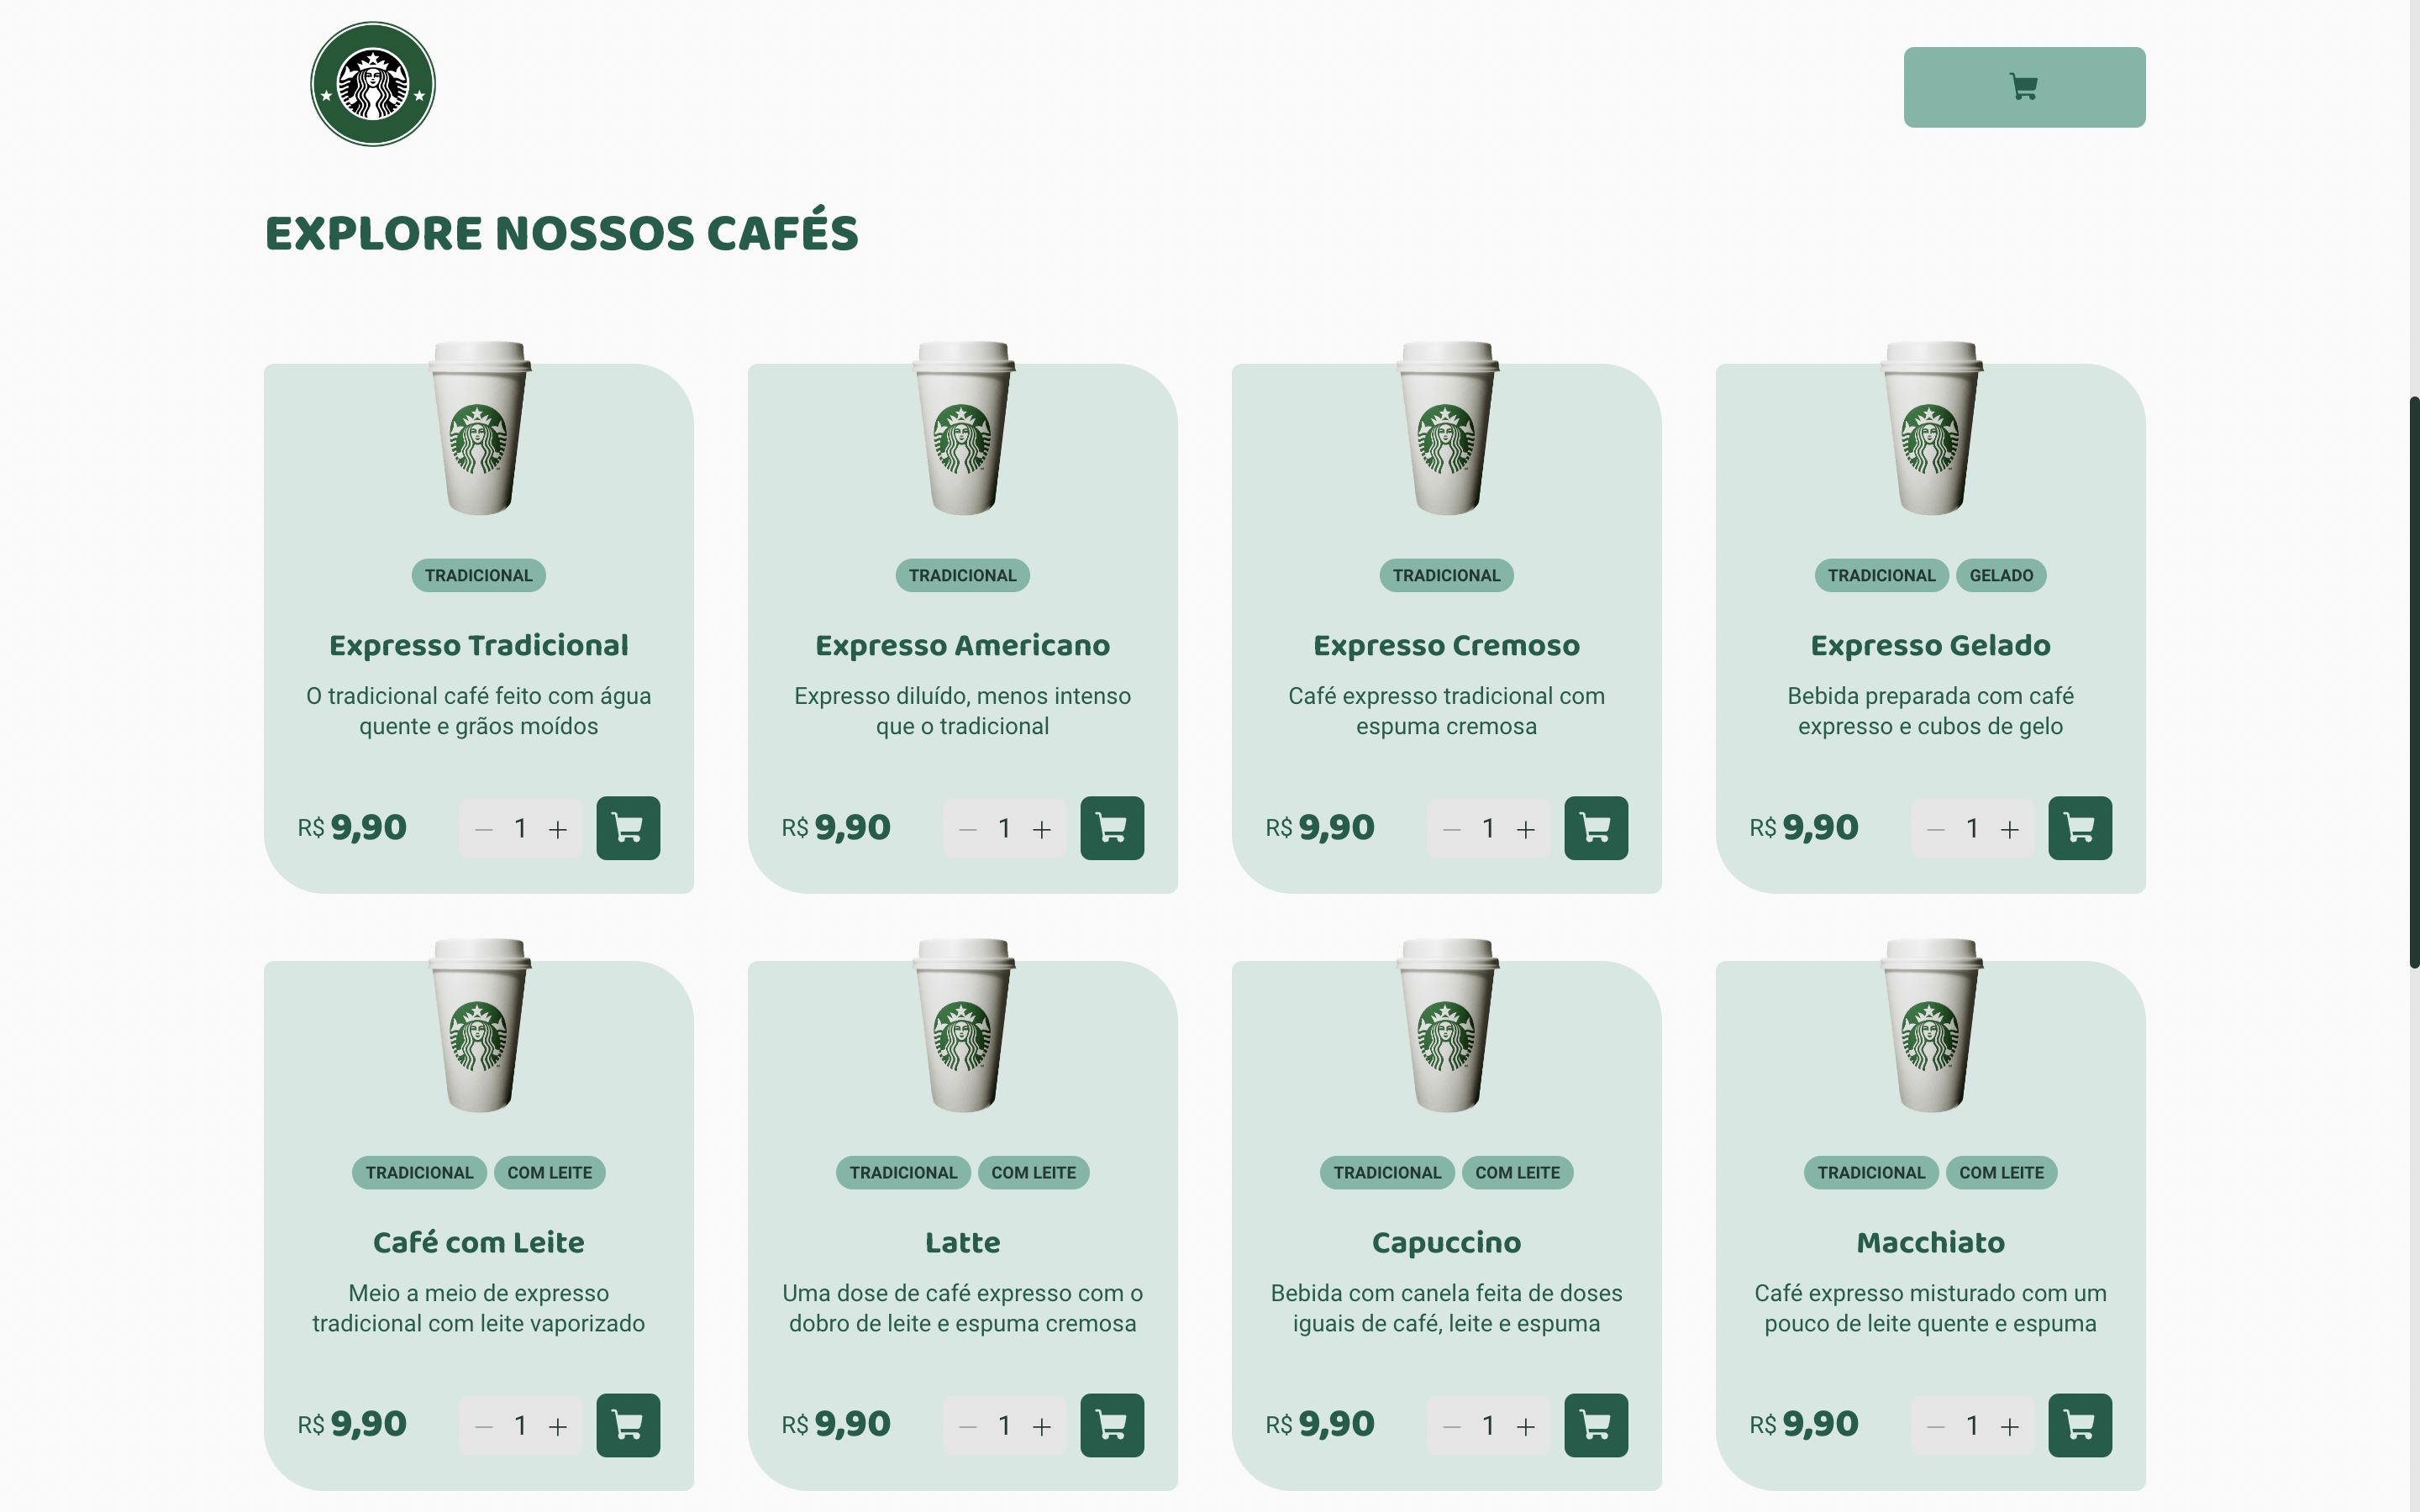 EXPLORE NOSSOS CAFÉS
TRADICIONAL
Expresso Tradicional
O tradicional café feito com água
quente e grãos moídos
R$ 9,90
1
TRADICIONAL
Expresso Americano
Expresso diluído, menos intenso
que o tradicional
R$ 9,90
1
TRADICIONAL
Expresso Cremoso
Café expresso tradicional com
espuma cremosa
R$ 9,90
1
TRADICIONAL GELADO
Expresso Gelado
Bebida preparada com café
expresso e cubos de gelo
R$ 9,90
1
TRADICIONAL COM LEITE
Café com Leite
Meio a meio de expresso
tradicional com leite vaporizado
R$ 9,90
1
TRADICIONAL COM LEITE
Latte
Uma dose de café expresso com o
dobro de leite e espuma cremosa
R$ 9,90
1
TRADICIONAL COM LEITE
Capuccino
Bebida com canela feita de doses
iguais de café, leite e espuma
R$ 9,90
1
TRADICIONAL COM LEITE
Macchiato
Café expresso misturado com um
pouco de leite quente e espuma
R$ 9,90
1